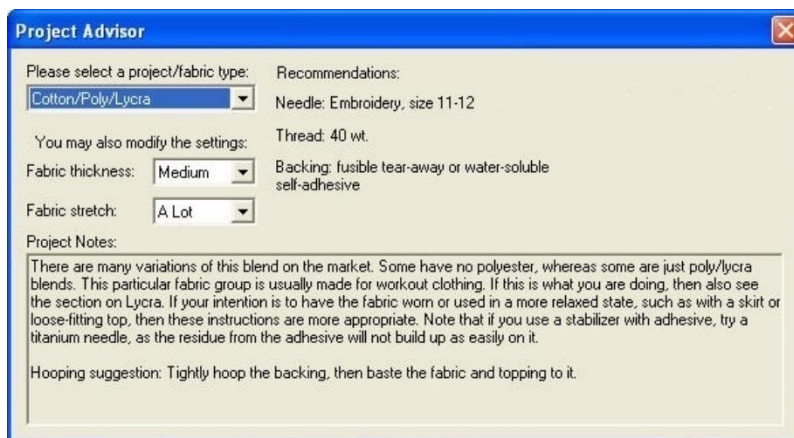 Project Advisor
Please select a project/fabric type:
Cotton/Poly/Lycra
You may also modify the settings:
Fabric thickness: Medium
Fabric stretch: A Lot
Recommendations:
Needle: Embroidery, size 11-12
Thread: 40 wt.
Backing: fusible tear-away or water-soluble
self-adhesive
Project Notes:
There are many variations of this blend on the market. Some have no polyester, whereas some are just poly/lycra
blends. This particular fabric group is usually made for workout clothing. If this is what you are doing, then also see
the section on Lycra. If your intention is to have the fabric worn or used in a more relaxed state, such as with a skirt or
loose-fitting top, then these instructions are more appropriate. Note that if you use a stabilizer with adhesive, try a
titanium needle, as the residue from the adhesive will not build up as easily on it.
Hooping suggestion: Tightly hoop the backing, then baste the fabric and topping to it.